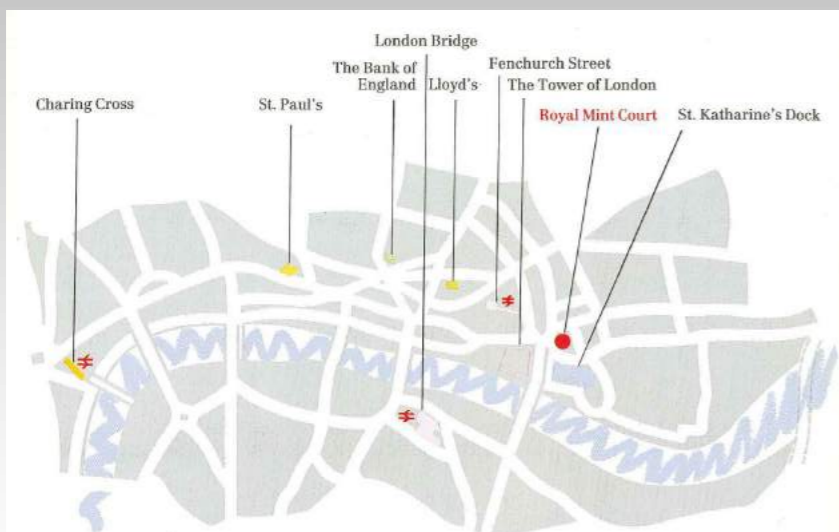 London Bridge
The Bank of
England
Lloyd's
Fenchurch Street
The Tower of London
Charing Cross
St. Paul's
Royal Mint Court
St. Katharine's Dock